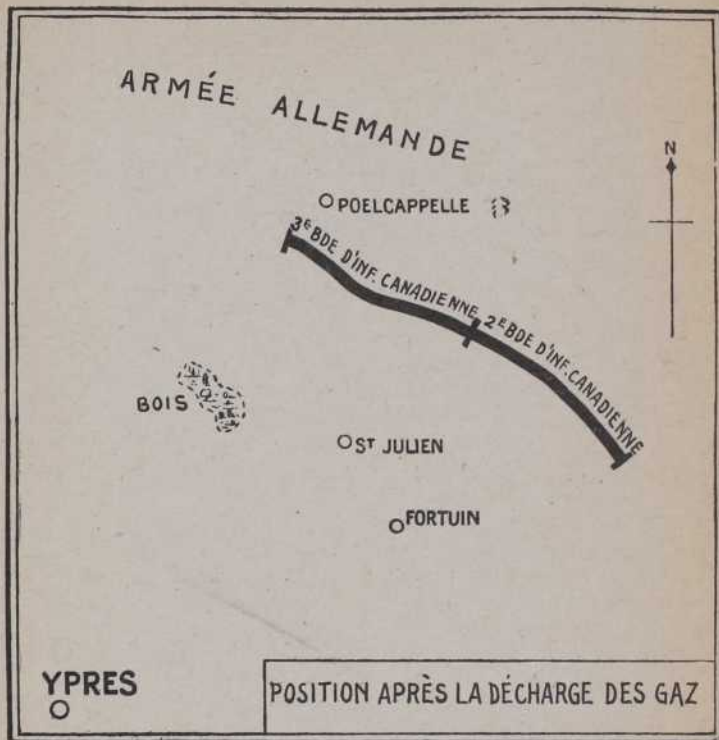 ARMÉE ALLEMANDE
N
POELCAPPELLE
3E BDE D'INF. CANADIENNE
2E BDE D'INF. CANADIENNE
BOIS
ST JULIEN
FORTUIN
YPRES
POSITION APRÈS LA DÉCHARGE DES GAZ